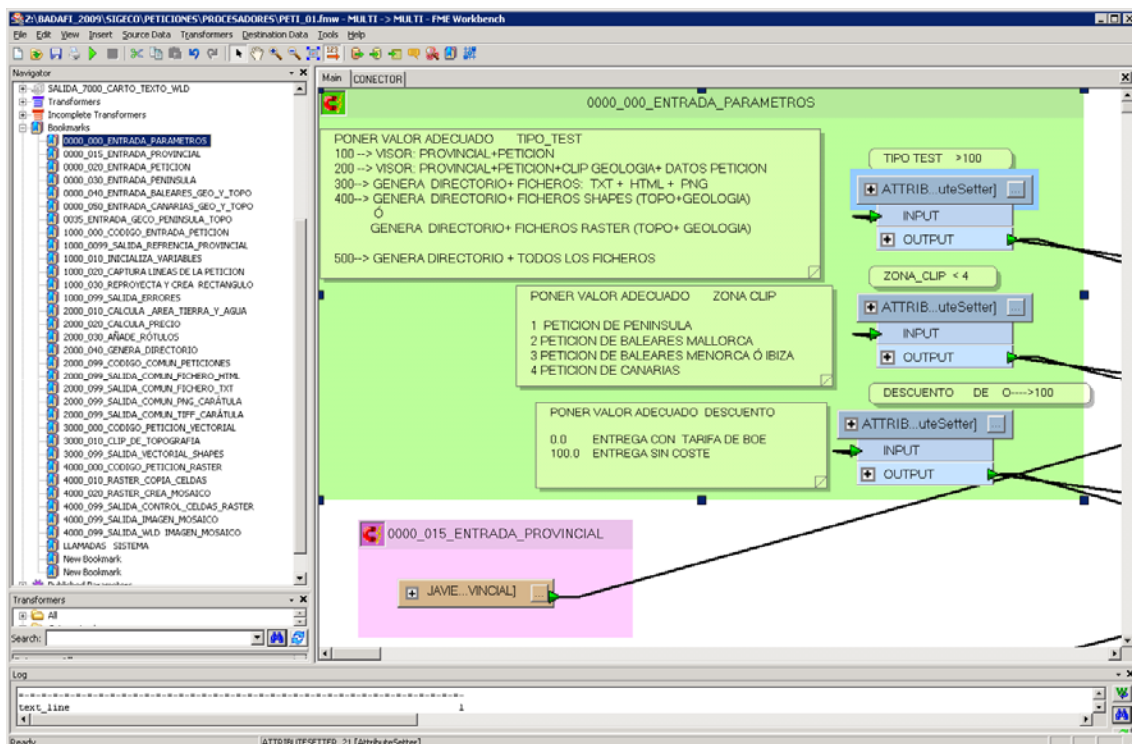 2:\BADAFI_2009\SIGECO\PETICIONES\PROCESADORES\PETI_01.fmw - MULTI -> MULTI - FME Workbench
File Edit View Insert Source Data Transformers Destination Data Tools Help
Navigator
SALIDA_7000_CARTO_TEXTO_WLD
Transformers
Incomplete Transformers
Bookmarks
0000_000_ENTRADA_PARAMETROS
0000_015_ENTRADA_PROVINCIAL
0000_020_ENTRADA_PETICION
0000_030_ENTRADA_PENINSULA
0000_040_ENTRADA_BALEARES_GEO_Y_TOPO
0000_050_ENTRADA_CANARIAS_GEO_Y_TOPO
0035_ENTRADA_GECO_PENINSULA_TOPO
1000_000_CODIGO_ENTRADA_PETICION
1000_0099_SALIDA_REFRENCIA_PROVINCIAL
1000_010_INICIALIZA_VARIABLES
1000_020_CAPTURA LINEAS DE LA PETICION
1000_030_REPROYECTA Y CREA RECTANGULO
1000_099_SALIDA_ERRORES
2000_010_CALCULA _AREA_TIERRA_Y_AGUA
2000_020_CALCULA_PRECIO
2000_030_AÑADE_RÓTULOS
2000_040_GENERA_DIRECTORIO
2000_099_CODIGO_COMUN_PETICIONES
2000_099_SALIDA_COMUN_FICHERO_HTML
2000_099_SALIDA_COMUN_FICHERO_TXT
2000_099_SALIDA_COMUN_PNG_CARÁTULA
2000_099_SALIDA_COMUN_TIFF_CARÁTULA
3000_000_CODIGO_PETICION_VECTORIAL
3000_010_CLIP_DE_TOPOGRAFIA
3000_099_SALIDA_VECTORIAL_SHAPES
4000_000_CODIGO_PETICION_RASTER
4000_010_RASTER_COPIA_CELDAS
4000_020_RASTER_CREA_MOSAICO
4000_099_SALIDA_CONTROL_CELDAS_RASTER
4000_099_SALIDA_IMAGEN_MOSAICO
4000_099_SALIDA_WLD IMAGEN_MOSAICO
LLAMADAS SISTEMA
New Bookmark
New Bookmark
Transformers
All
Search:
Main CONECTOR
0000_000_ENTRADA_PARAMETROS
PONER VALOR ADECUADO TIPO_TEST
100 --> VISOR: PROVINCIAL+PETICION
200 --> VISOR: PROVINCIAL+PETICION+CLIP GEOLOGIA+ DATOS PETICION
300--> GENERA DIRECTORIO+ FICHEROS: TXT + HTML + PNG
400--> GENERA DIRECTORIO+ FICHEROS SHAPES (TOPO+GEOLOGIA)
Ó
GENERA DIRECTORIO+ FICHEROS RASTER (TOPO+ GEOLOGIA)
500--> GENERA DIRECTORIO + TODOS LOS FICHEROS
TIPO TEST >100
ATTRIB...uteSetter] ...
INPUT
OUTPUT
PONER VALOR ADECUADO ZONA CLIP
1 PETICION DE PENINSULA
2 PETICION DE BALEARES MALLORCA
3 PETICION DE BALEARES MENORCA Ó IBIZA
4 PETICION DE CANARIAS
ZONA_CLIP < 4
ATTRIB...uteSetter] ...
INPUT
OUTPUT
PONER VALOR ADECUADO DESCUENTO
0.0 ENTREGA CON TARIFA DE BOE
100.0 ENTREGA SIN COSTE
DESCUENTO DE O---->100
ATTRIB...uteSetter] ...
INPUT
OUTPUT
0000_015_ENTRADA_PROVINCIAL
JAVIE...VINCIAL] ...
Log
=-=-=-=-=-=-=-=-=-=-=-=-=-=-=-=-=-=-=-=-=-=-=-=-=-=-=-=-=-=-
text_line 1
Ready
ATTRIBUTESETTER_21 [AttributeSetter]